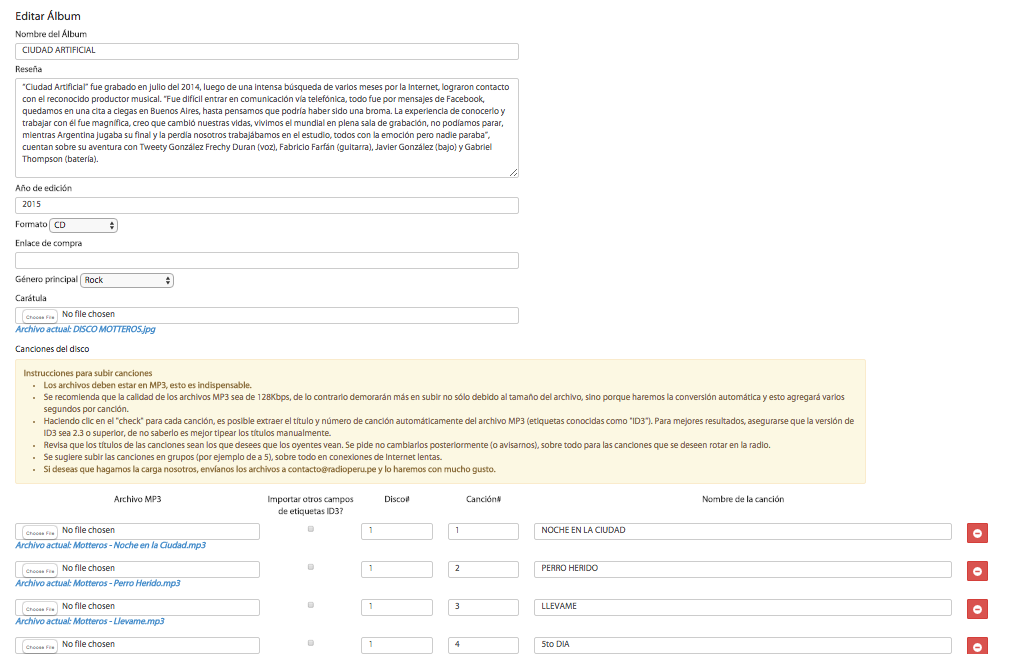 Editar Álbum
Nombre del Álbum
CIUDAD ARTIFICIAL
Reseña
"Ciudad Artificial" fue grabado en julio del 2014, luego de una intensa búsqueda de varios meses por la internet, lograron contacto
con el reconocido productor musical. "Fue difícil entrar en comunicación vía telefónica, todo fue por mensajes de Facebook,
quedamos en una cita a ciegas en Buenos Aires, hasta pensamos que podría haber sido una broma. La experiencia de conocerlo y
trabajar con él fue magnífica, creo que cambió nuestras vidas, vivimos el mundial en plena sala de grabación, no podíamos parar,
mientras Argentina jugaba su final y la perdía nosotros trabajábamos en el estudio, todos con la emoción pero nadie paraba",
cuentan sobre su aventura con Tweety González Frechy Duran (voz), Fabricio Farfán (guitarra), Javier González (bajo) y Gabriel
Thompson (batería).
Año de edición
2015
Formato CD
Enlace de compra
Género principal Rock
Carátula
Choose File No file chosen
Archivo actual: DISCO MOTTEROS.jpg
Canciones del disco
Instrucciones para subir canciones
• Los archivos deben estar en MP3, esto es indispensable.
• Se recomienda que la calidad de los archivos MP3 sea de 128Kbps, de lo contrario demorarán más en subir no sólo debido al tamaño del archivo, sino porque haremos la conversión automática y esto agregará varios
segundos por canción.
• Haciendo clic en el "check" para cada canción, es posible extraer el título y número de canción automáticamente del archivo MP3 (etiquetas conocidas como "ID3"). Para mejores resultados, asegurarse que la versión de
ID3 sea 2.3 o superior, de no saberlo es mejor tipear los títulos manualmente.
• Revisa que los títulos de las canciones sean los que desees que los oyentes vean. Se pide no cambiarlos posteriormente (o avisarnos), sobre todo para las canciones que se deseen rotar en la radio.
• Se sugiere subir las canciones en grupos (por ejemplo de a 5), sobre todo en conexiones de Internet lentas.
• Si deseas que hagamos la carga nosotros, envíanos los archivos a contacto@radioperu.pe y lo haremos con mucho gusto.
Archivo MP3 Importar otros campos Disco# Canción# Nombre de la canción
de etiquetas ID3?
Choose File No file chosen 1 1 NOCHE EN LA CIUDAD
Archivo actual: Motteros - Noche en la Ciudad.mp3
Choose File No file chosen 1 2 PERRO HERIDO
Archivo actual: Motteros - Perro Herido.mp3
Choose File No file chosen 1 3 LLEVAME
Archivo actual: Motteros - Llevame.mp3
Choose File No file chosen 1 4 5to DIA